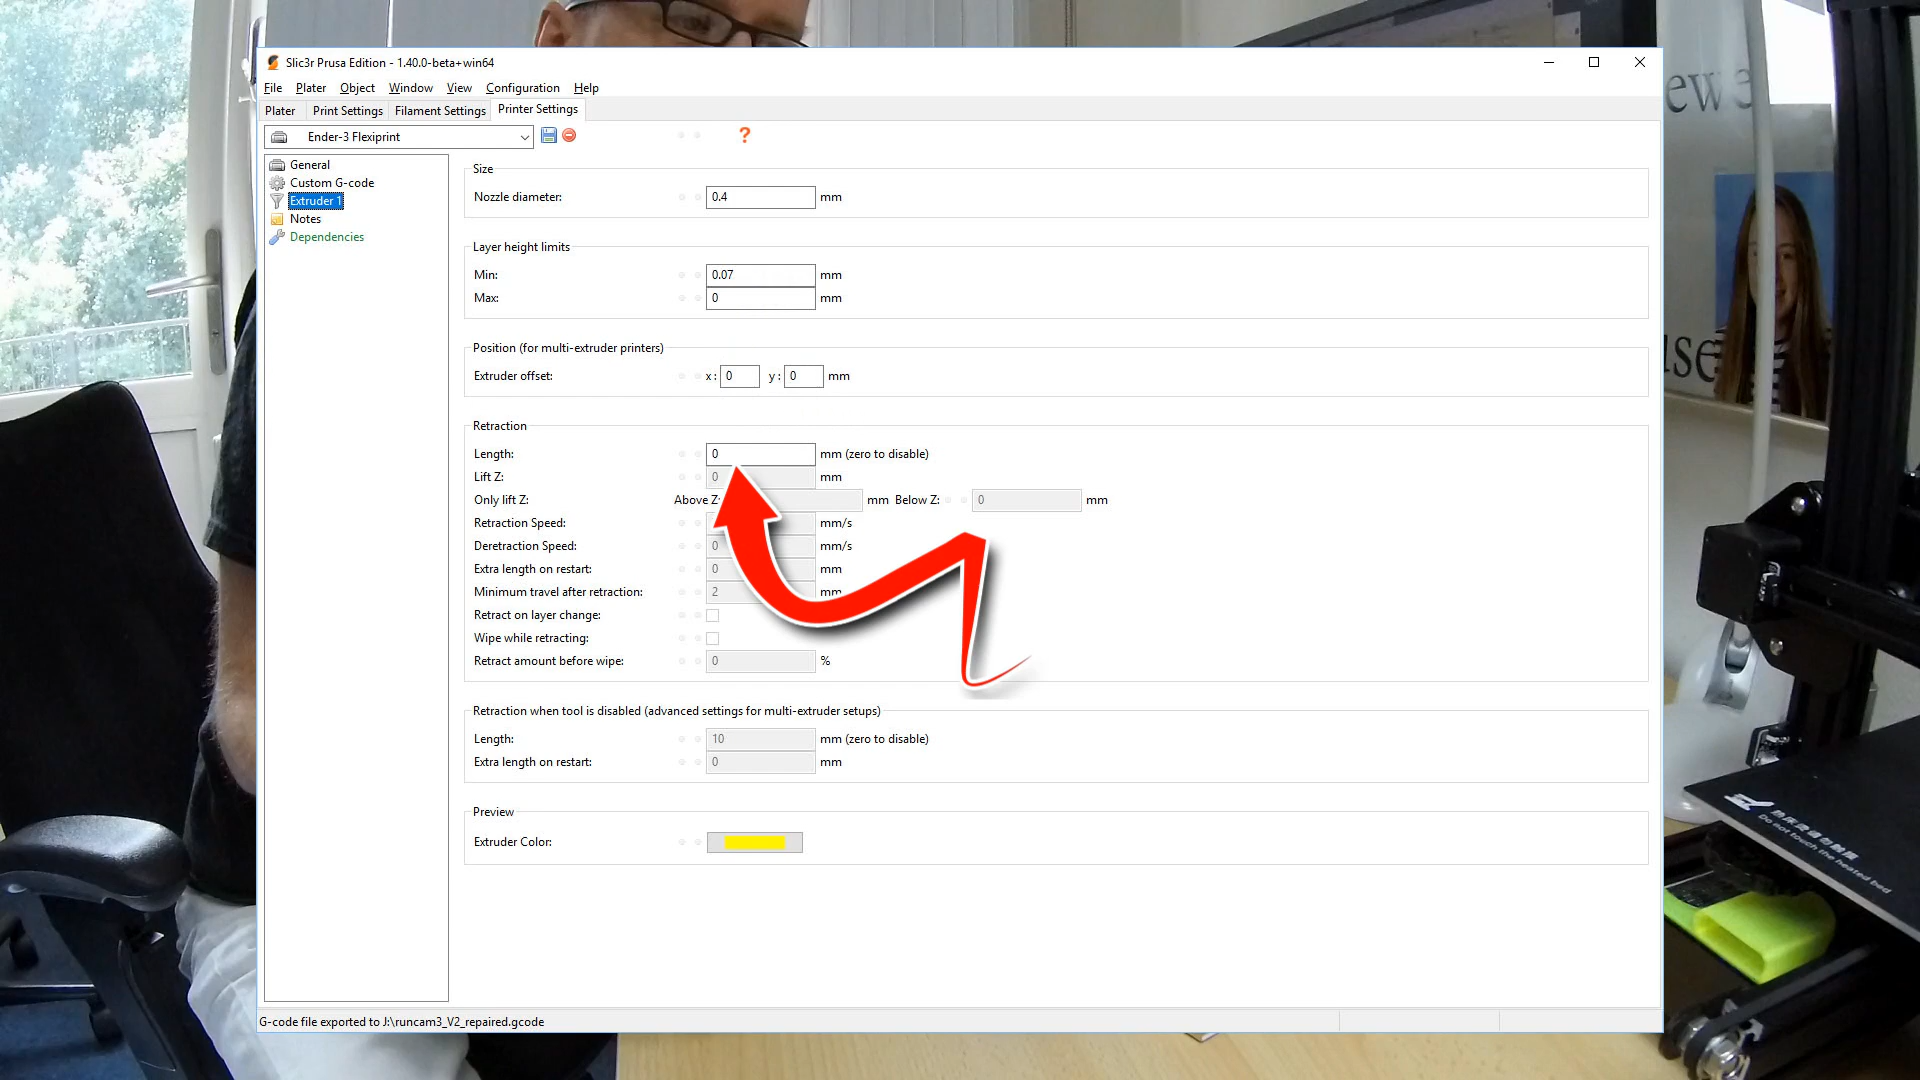 Slic3r Prusa Edition - 1.40.0-beta+win64
File Plater Object Window View Configuration Help
Plater Print Settings Filament Settings Printer Settings
Ender-3 Flexiprint
?
General
Custom G-code
Extruder 1
Notes
Dependencies
Size
Nozzle diameter: 0.4 mm
Layer height limits
Min: 0.07 mm
Max: 0 mm
Position (for multi-extruder printers)
Extruder offset: x: 0 y: 0 mm
Retraction
Length: 0 mm (zero to disable)
Lift Z: 0 mm
Only lift Z: Above Z: mm Below Z: 0 mm
Retraction Speed: mm/s
Deretraction Speed: 0 mm/s
Extra length on restart: 0 mm
Minimum travel after retraction: 2 mm
Retract on layer change:
Wipe while retracting:
Retract amount before wipe: 0 %
Retraction when tool is disabled (advanced settings for multi-extruder setups)
Length: 10 mm (zero to disable)
Extra length on restart: 0 mm
Preview
Extruder Color:
G-code file exported to J:\runcam3_V2_repaired.gcode
Do not touch the heated bed